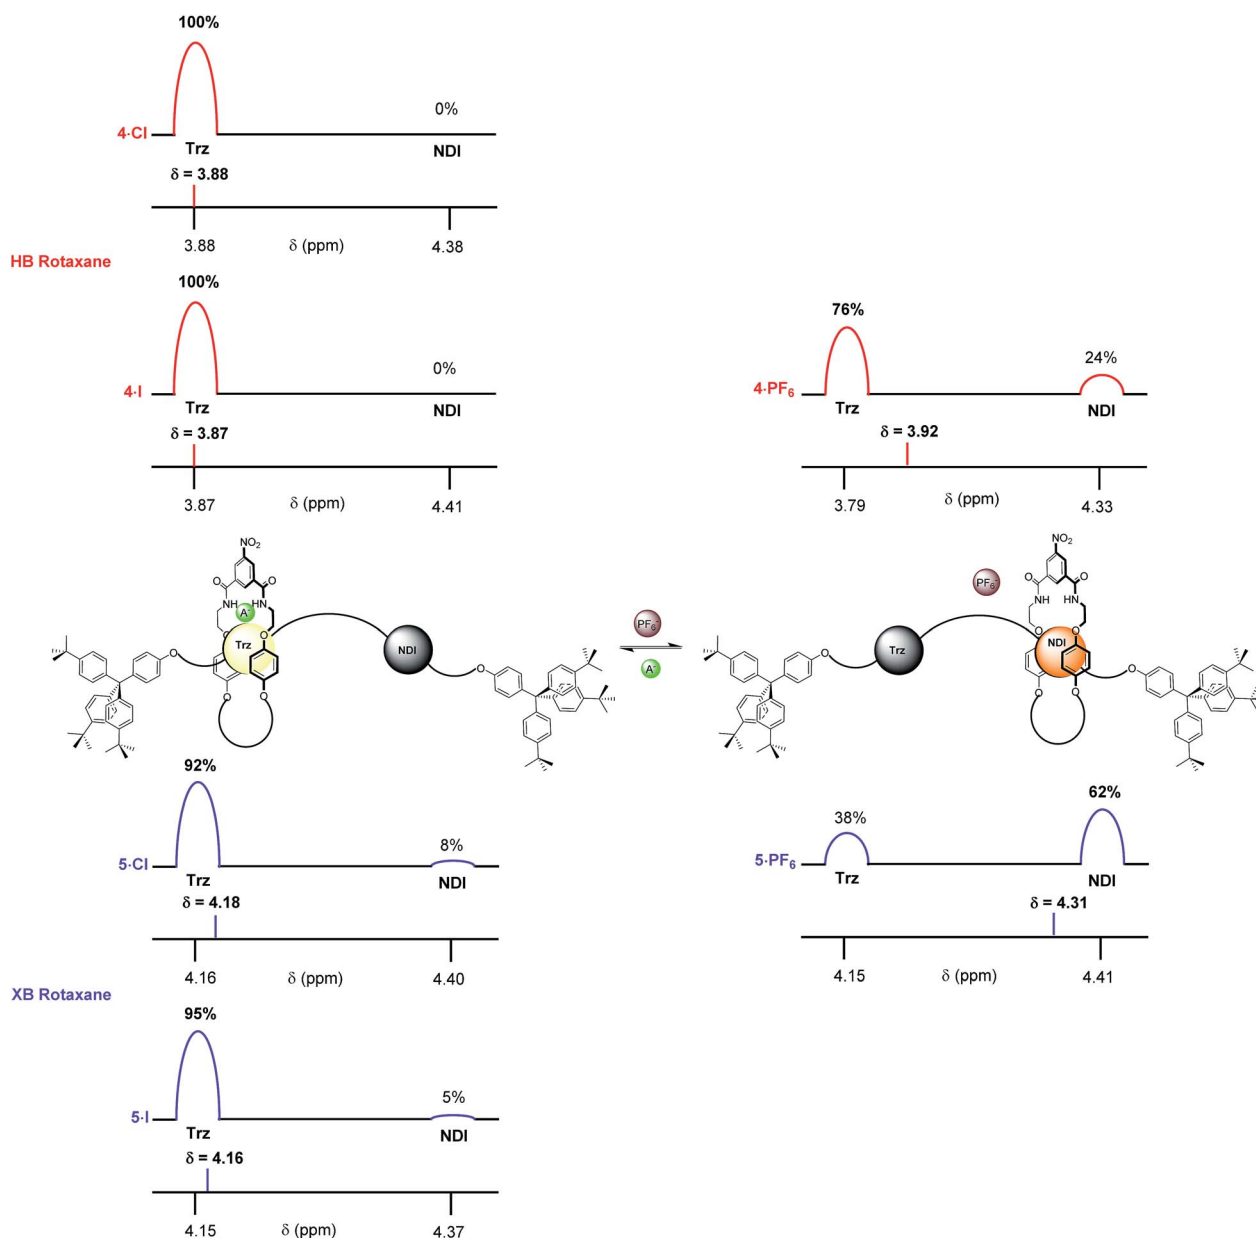 100%
0%
4·Cl
Trz
NDI
δ = 3.88
3.88
δ (ppm)
4.38
HB Rotaxane
100%
0%
4·I
Trz
NDI
δ = 3.87
3.87
δ (ppm)
4.41
76%
24%
4·PF₆
Trz
NDI
δ = 3.92
3.79
δ (ppm)
4.33
NO₂
O
O
NH
HN
A⁻
O
O
Trz
NDI
O
O
O
O
PF₆⁻
A⁻
NO₂
PF₆⁻
O
O
NH
HN
O
O
Trz
NDI
O
O
O
O
92%
8%
5·Cl
Trz
NDI
δ = 4.18
4.16
δ (ppm)
4.40
38%
62%
5·PF₆
Trz
NDI
δ = 4.31
4.15
δ (ppm)
4.41
XB Rotaxane
95%
5%
5·I
Trz
NDI
δ = 4.16
4.15
δ (ppm)
4.37